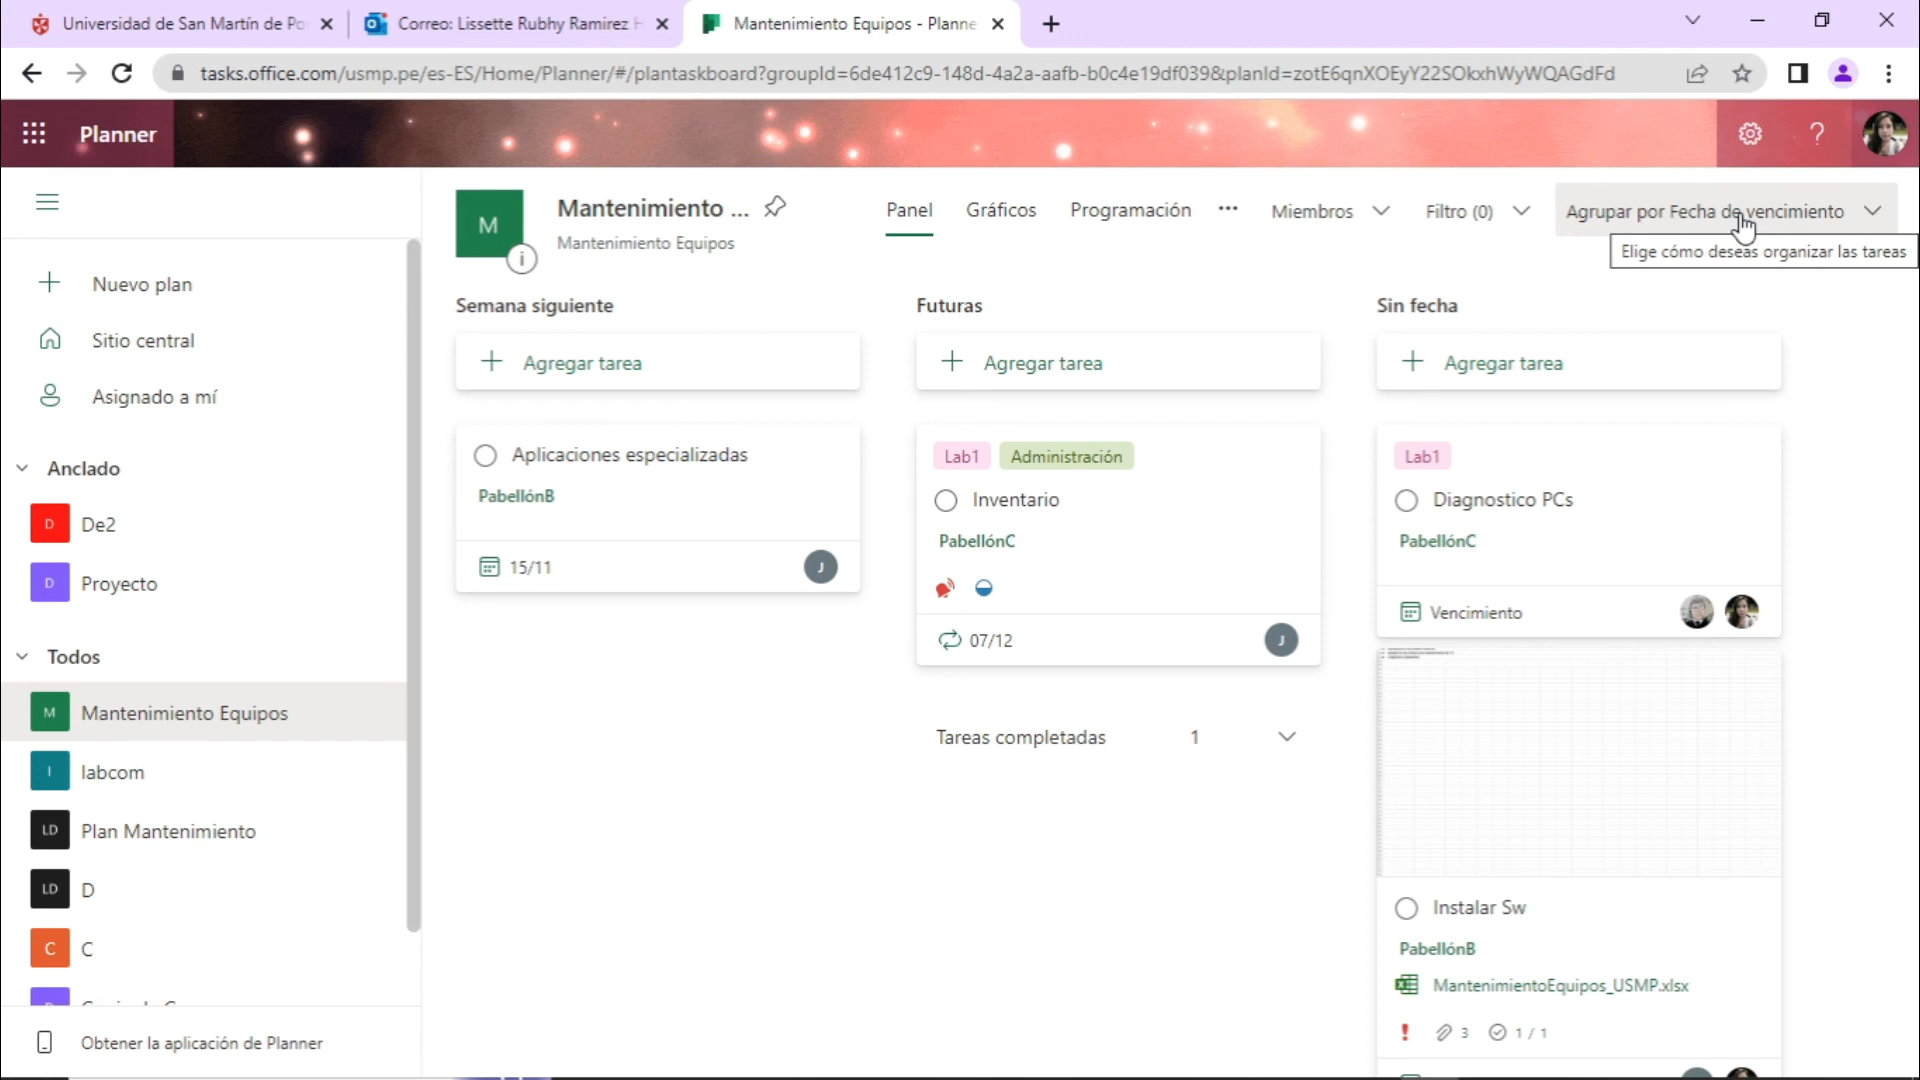 Universidad de San Martín de Po
Correo: Lissette Rubhy Ramirez H
Mantenimiento Equipos - Planne
tasks.office.com/usmp.pe/es-ES/Home/Planner/#/plantaskboard?groupId=6de412c9-148d-4a2a-aafb-b0c4e19df039&planId=zotE6qnXOEyY22SOkxhWyWQAGdFd
Planner
?
M
i
Mantenimiento ...
Mantenimiento Equipos
Panel
Gráficos
Programación
Miembros
Filtro (0)
Agrupar por Fecha de vencimiento
Elige cómo deseas organizar las tareas
Nuevo plan
Sitio central
Asignado a mí
Anclado
D De2
D Proyecto
Todos
M Mantenimiento Equipos
l labcom
LD Plan Mantenimiento
LD D
C C
Obtener la aplicación de Planner
Semana siguiente
Agregar tarea
Aplicaciones especializadas
PabellónB
15/11
J
Futuras
Agregar tarea
Lab1 Administración
Inventario
PabellónC
07/12
J
Tareas completadas 1
Sin fecha
Agregar tarea
Lab1
Diagnostico PCs
PabellónC
Vencimiento
Instalar Sw
PabellónB
MantenimientoEquipos_USMP.xlsx
3
1 / 1